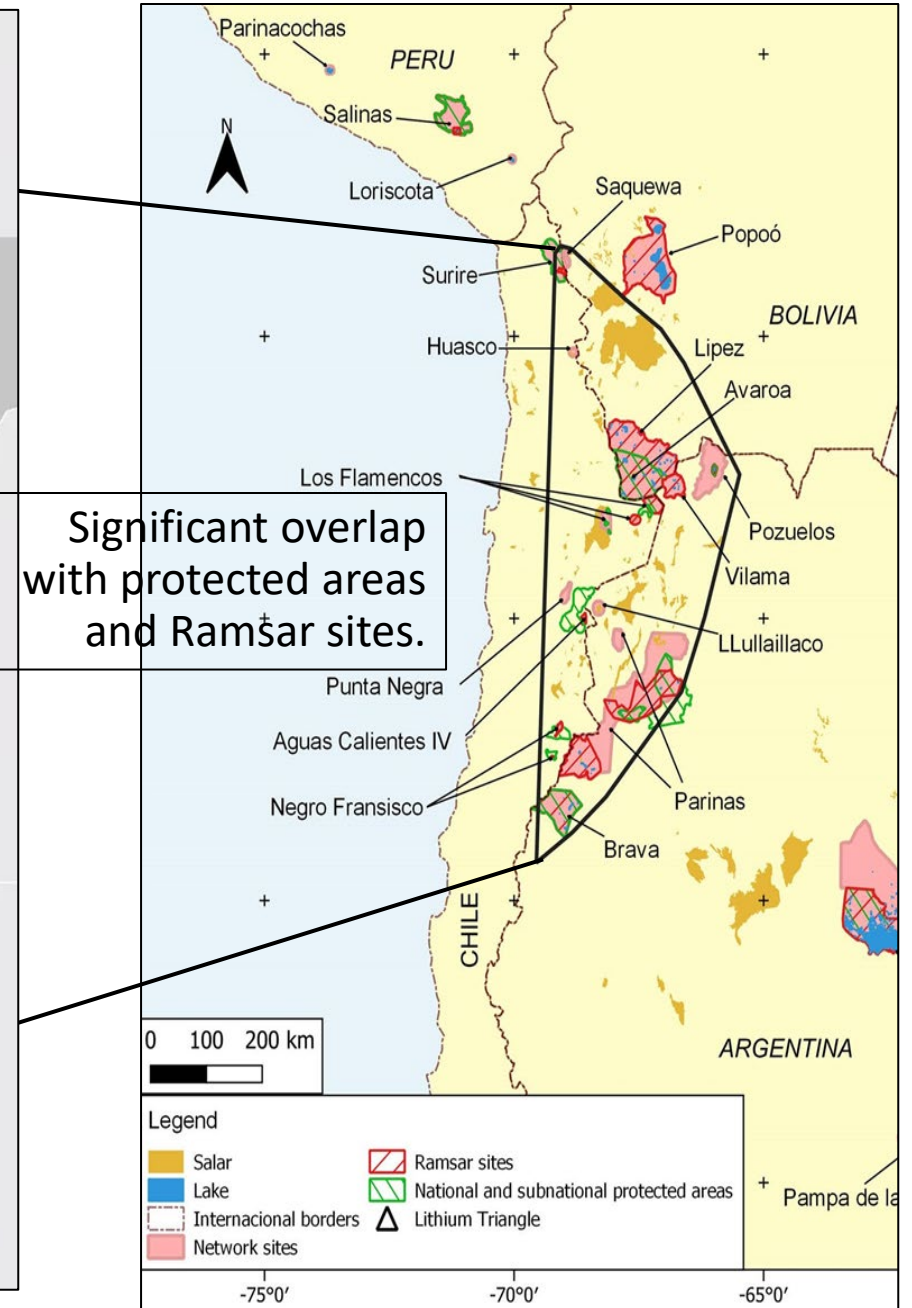 Parinacochas
PERU
Salinas
N
Loriscota
Saquewa
Popoó
Surire
BOLIVIA
Huasco
Lipez
Avaroa
Los Flamencos
Significant overlap
with protected areas
and Ramsar sites.
Pozuelos
Vilama
LLullaillaco
Punta Negra
Aguas Calientes IV
Negro Fransisco
Parinas
Brava
CHILE
0 100 200 km
ARGENTINA
Legend
Salar
Lake
Internacional borders
Network sites
Ramsar sites
National and subnational protected areas
Lithium Triangle
Pampa de la
-75°0' -70°0' -65°0'